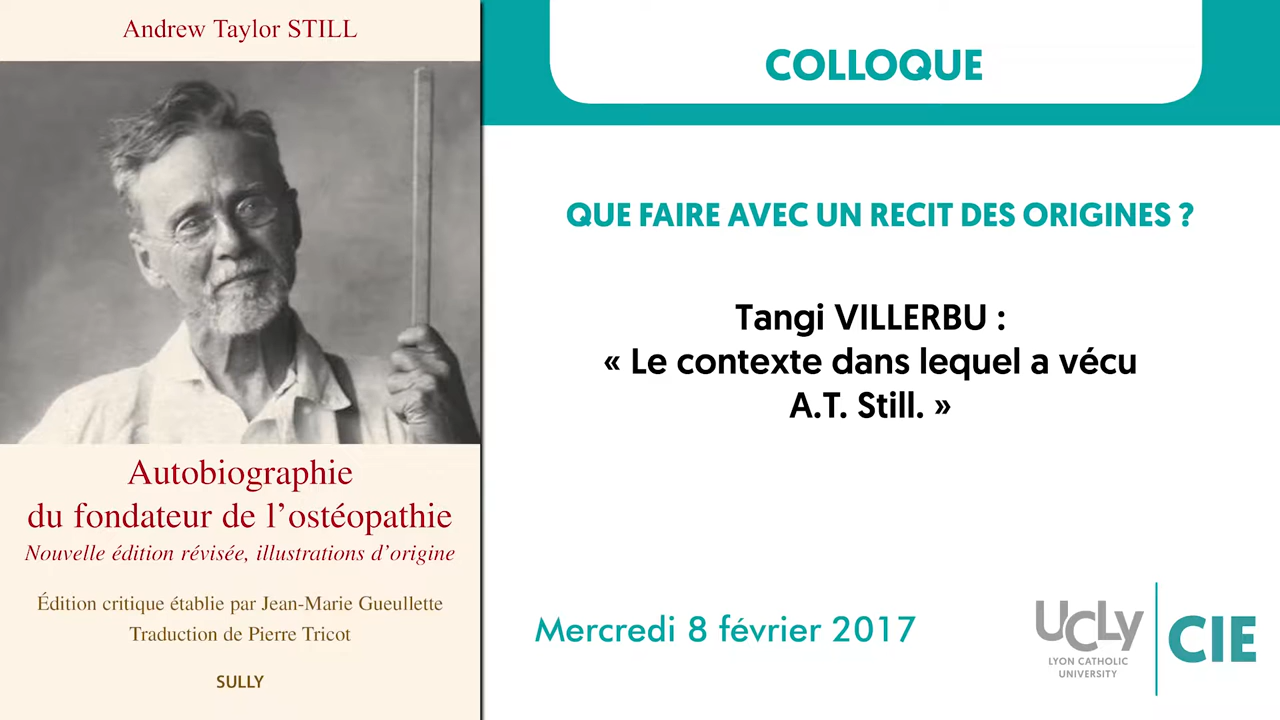 Andrew Taylor STILL
Autobiographie
du fondateur de l’ostéopathie
Nouvelle édition révisée, illustrations d’origine
Édition critique établie par Jean-Marie Gueullette
Traduction de Pierre Tricot
SULLY
COLLOQUE
QUE FAIRE AVEC UN RECIT DES ORIGINES ?
Tangi VILLERBU :
« Le contexte dans lequel a vécu
A.T. Still. »
Mercredi 8 février 2017
UCLy
LYON CATHOLIC
UNIVERSITY
CIE